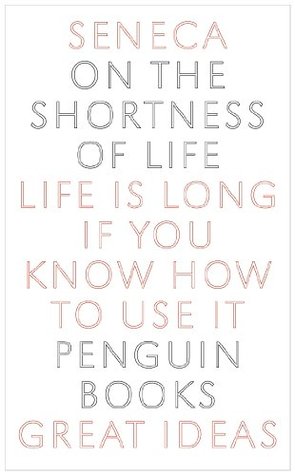 SENECA
ON THE
SHORTNESS
OF LIFE
LIFE IS LONG
IF YOU
KNOW HOW
TO USE IT
PENGUIN
BOOKS
GREAT IDEAS